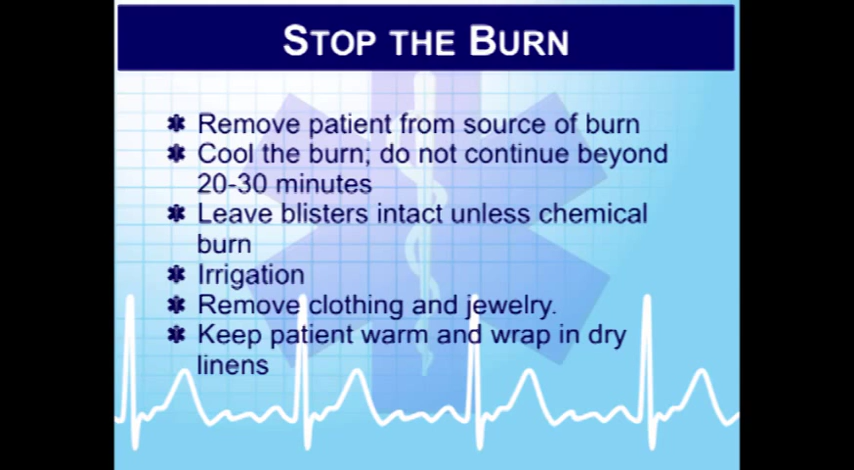 STOP THE BURN
Remove patient from source of burn
Cool the burn; do not continue beyond
20-30 minutes
Leave blisters intact unless chemical
burn
Irrigation
Remove clothing and jewelry.
Keep patient warm and wrap in dry
linens